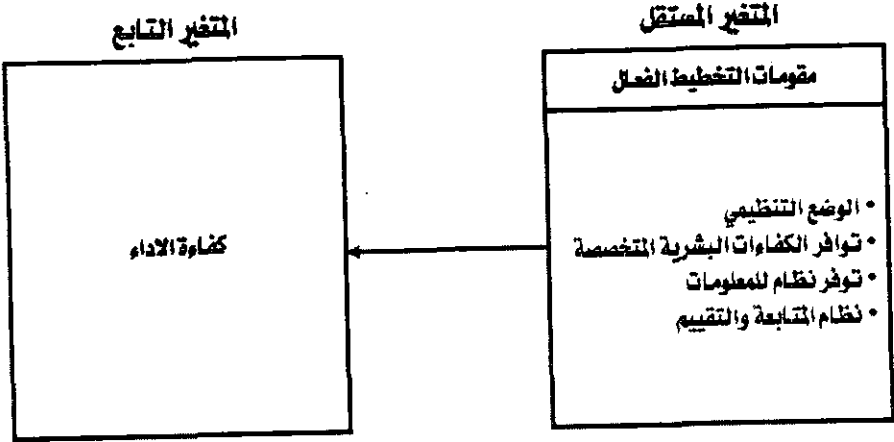 المتغير المستقل
مقومات التخطيط الفعال
• الوضع التنظيمي
• توافر الكفاءات البشرية المتخصصة
• توفر نظام للمعلومات
• نظام المتابعة والتقييم
المتغير التابع
كفاءة الاداء